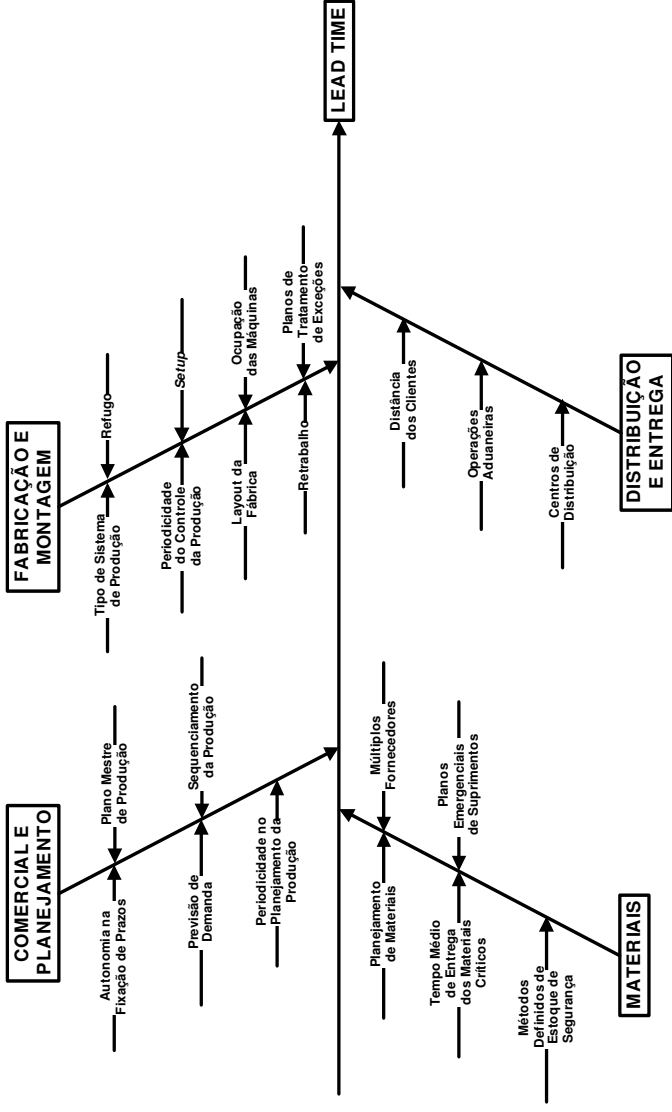 COMERCIAL E
PLANEJAMENTO
Autonomia na
Fixação de Prazos
Plano Mestre
de Produção
Previsão de
Demanda
Sequenciamento
da Produção
Periodicidade no
Planejamento da
Produção
FABRICAÇÃO E
MONTAGEM
Tipo de Sistema
de Produção
Refugo
Periodicidade
do Controle
da Produção
Setup
Layout da
Fábrica
Ocupação
das Máquinas
Retrabalho
Planos de
Tratamento
de Exceções
LEAD TIME
Planejamento
de Materiais
Múltiplos
Fornecedores
Tempo Médio
de Entrega
dos Materiais
Críticos
Planos
Emergenciais
de Suprimentos
Métodos
Definidos de
Estoque de
Segurança
MATERIAIS
Distância
dos Clientes
Operações
Aduaneiras
Centros de
Distribuição
DISTRIBUIÇÃO
E ENTREGA